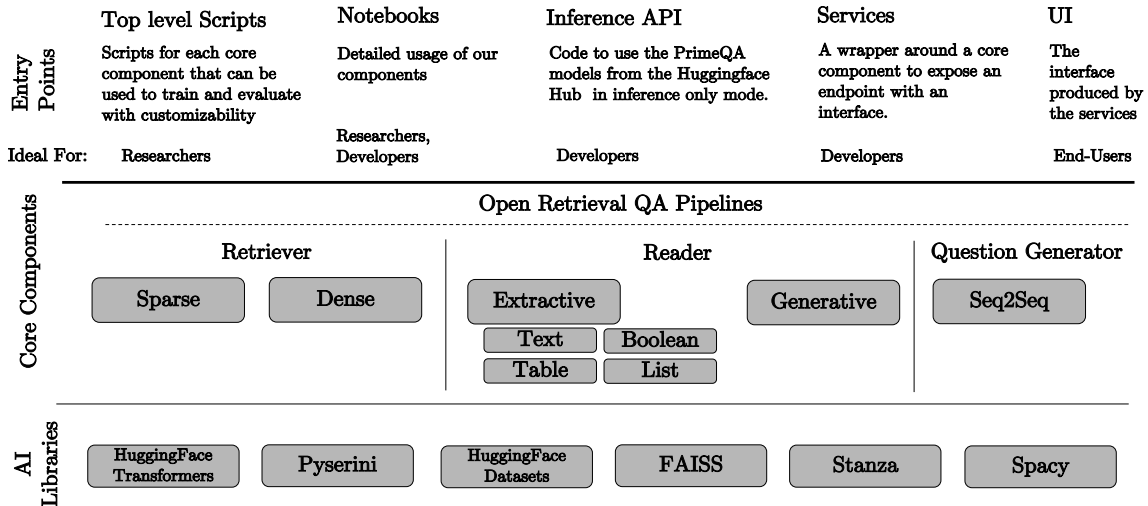 Entry
Points
Top level Scripts
Scripts for each core
component that can be
used to train and evaluate
with customizability
Notebooks
Detailed usage of our
components
Inference API
Code to use the PrimeQA
models from the Huggingface
Hub in inference only mode.
Services
A wrapper around a core
component to expose an
endpoint with an
interface.
UI
The
interface
produced by
the services
Ideal For:
Researchers
Researchers,
Developers
Developers
Developers
End-Users
Core Components
Open Retrieval QA Pipelines
Retriever
Sparse
Dense
Reader
Extractive
Text
Boolean
Table
List
Generative
Question Generator
Seq2Seq
AI
Libraries
HuggingFace
Transformers
Pyserini
HuggingFace
Datasets
FAISS
Stanza
Spacy